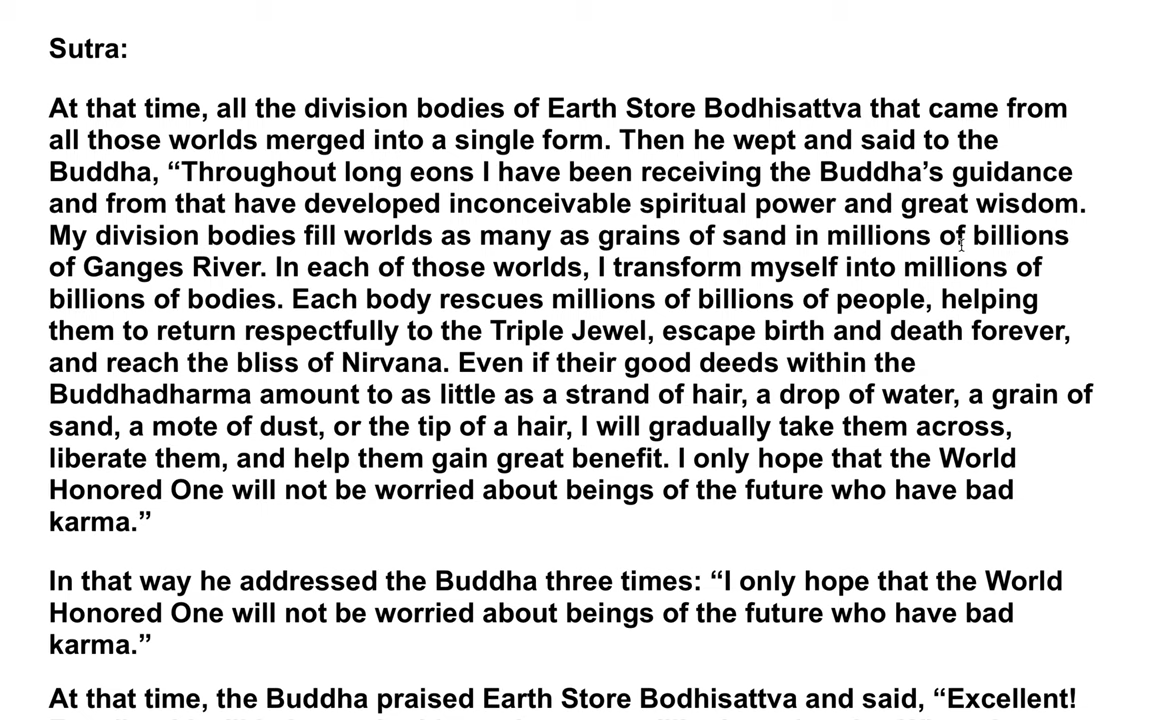 Sutra:
At that time, all the division bodies of Earth Store Bodhisattva that came from
all those worlds merged into a single form. Then he wept and said to the
Buddha, “Throughout long eons I have been receiving the Buddha’s guidance
and from that have developed inconceivable spiritual power and great wisdom.
My division bodies fill worlds as many as grains of sand in millions of billions
of Ganges River. In each of those worlds, I transform myself into millions of
billions of bodies. Each body rescues millions of billions of people, helping
them to return respectfully to the Triple Jewel, escape birth and death forever,
and reach the bliss of Nirvana. Even if their good deeds within the
Buddhadharma amount to as little as a strand of hair, a drop of water, a grain of
sand, a mote of dust, or the tip of a hair, I will gradually take them across,
liberate them, and help them gain great benefit. I only hope that the World
Honored One will not be worried about beings of the future who have bad
karma.”
In that way he addressed the Buddha three times: “I only hope that the World
Honored One will not be worried about beings of the future who have bad
karma.”
At that time, the Buddha praised Earth Store Bodhisattva and said, “Excellent!